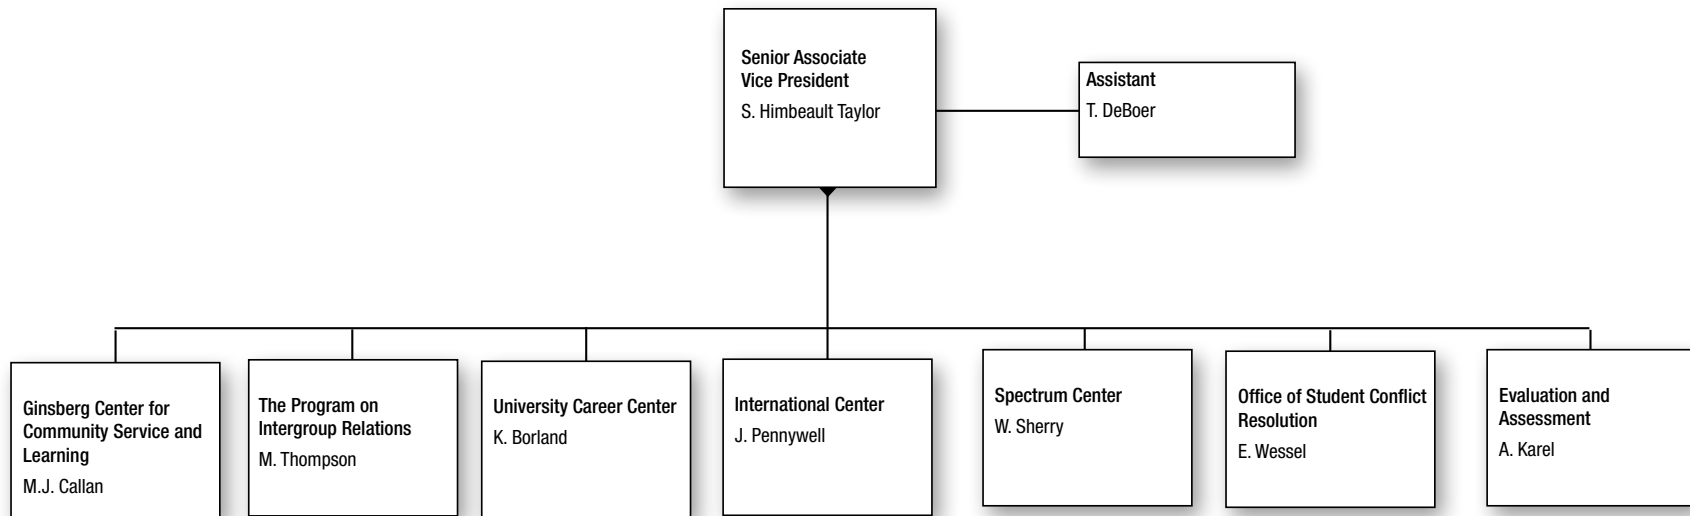 Senior Associate
Vice President
S. Himbeault Taylor
Assistant
T. DeBoer
Ginsberg Center for
Community Service and
Learning
M.J. Callan
The Program on
Intergroup Relations
M. Thompson
University Career Center
K. Borland
International Center
J. Pennywell
Spectrum Center
W. Sherry
Office of Student Conflict
Resolution
E. Wessel
Evaluation and
Assessment
A. Karel